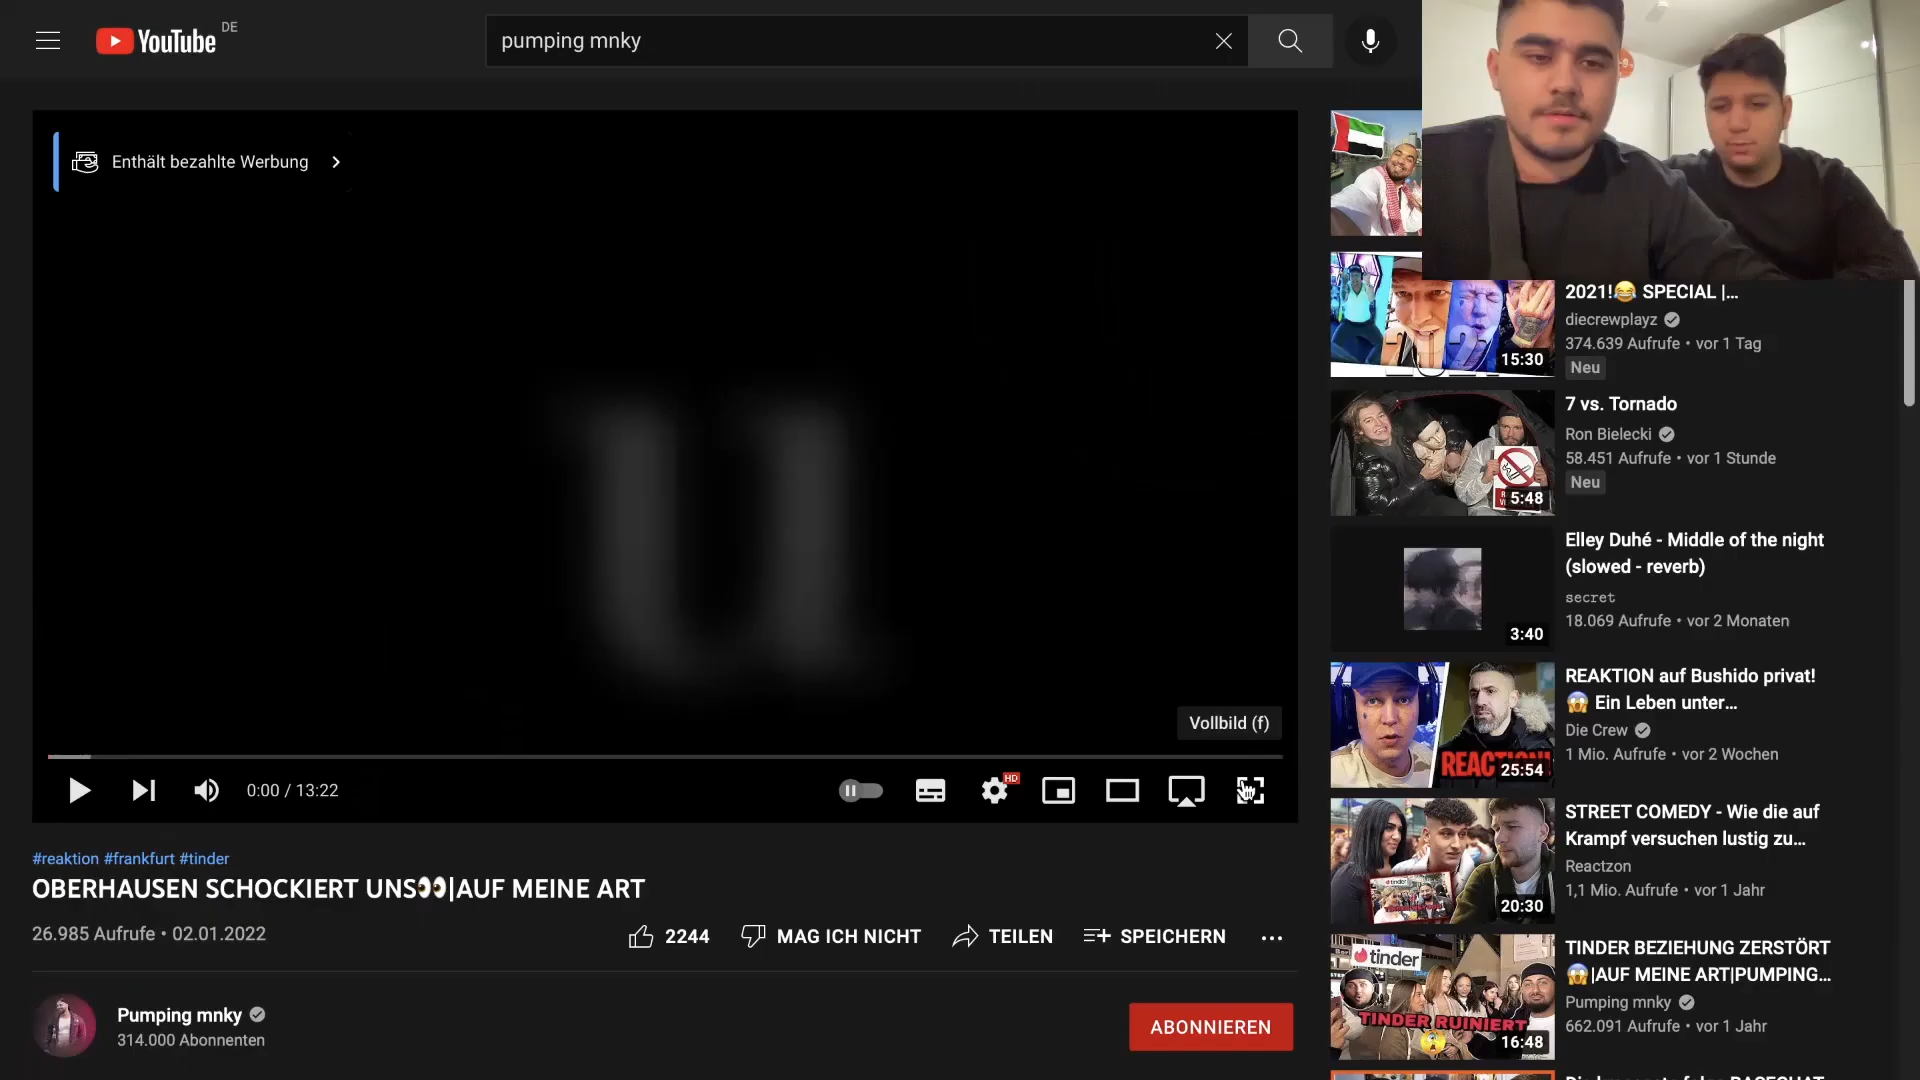 YouTube DE
pumping mnky
Enthält bezahlte Werbung
u
Vollbild (f)
0:00 / 13:22
HD
#reaktion #frankfurt #tinder
OBERHAUSEN SCHOCKIERT UNS👀|AUF MEINE ART
26.985 Aufrufe • 02.01.2022
2244
MAG ICH NICHT
TEILEN
SPEICHERN
Pumping mnky
314.000 Abonnenten
ABONNIEREN
2021!😂 SPECIAL |...
diecrewplayz
374.639 Aufrufe • vor 1 Tag
Neu
15:30
7 vs. Tornado
Ron Bielecki
58.451 Aufrufe • vor 1 Stunde
Neu
5:48
Elley Duhé - Middle of the night
(slowed - reverb)
secret
18.069 Aufrufe • vor 2 Monaten
3:40
REAKTION auf Bushido privat!
😱 Ein Leben unter...
Die Crew
1 Mio. Aufrufe • vor 2 Wochen
REACTION!
25:54
STREET COMEDY - Wie die auf
Krampf versuchen lustig zu...
Reactzon
1,1 Mio. Aufrufe • vor 1 Jahr
tinder
20:30
TINDER BEZIEHUNG ZERSTÖRT
😱|AUF MEINE ART|PUMPING...
Pumping mnky
662.091 Aufrufe • vor 1 Jahr
tinder
TINDER RUINIERT
16:48